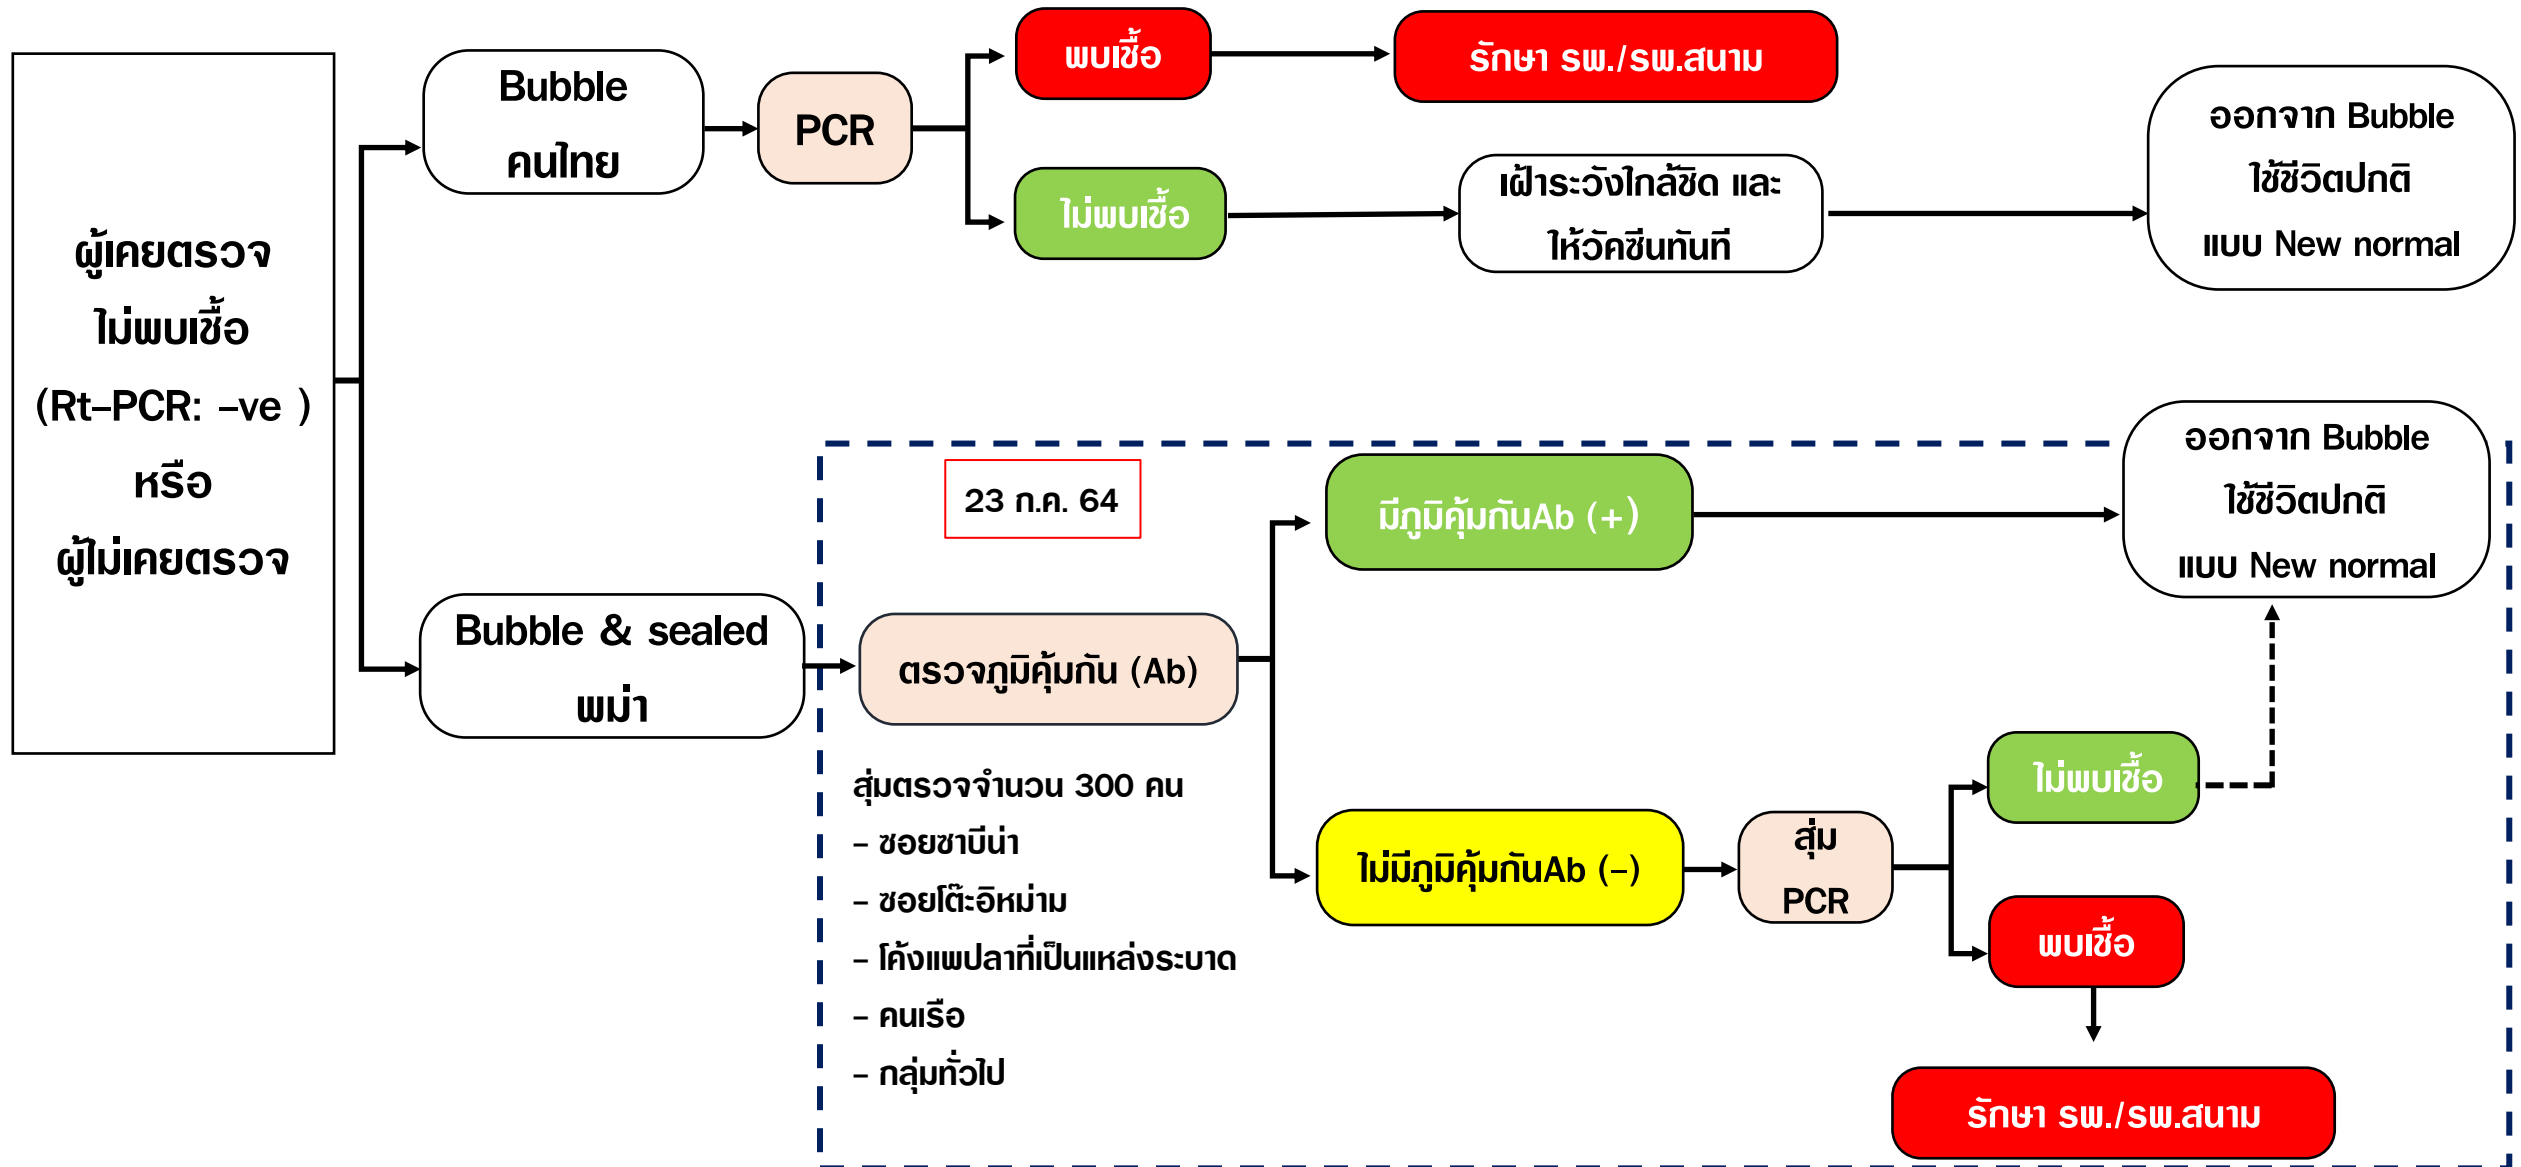 ผู้เคยตรวจ
ไม่พบเชื้อ
(Rt-PCR: -ve )
หรือ
ผู้ไม่เคยตรวจ
Bubble
คนไทย
PCR
พบเชื้อ
รักษา รพ./รพ.สนาม
ไม่พบเชื้อ
เฝ้าระวังใกล้ชิด และ
ให้วัคซีนทันที
ออกจาก Bubble
ใช้ชีวิตปกติ
แบบ New normal
Bubble & sealed
พม่า
23 ก.ค. 64
ตรวจภูมิคุ้มกัน (Ab)
สุ่มตรวจจำนวน 300 คน
- ซอยซาบีน่า
- ซอยโต๊ะอิหม่าม
- โค้งแพปลาที่เป็นแหล่งระบาด
- คนเรือ
- กลุ่มทั่วไป
มีภูมิคุ้มกันAb (+)
ออกจาก Bubble
ใช้ชีวิตปกติ
แบบ New normal
ไม่มีภูมิคุ้มกันAb (-)
สุ่ม
PCR
ไม่พบเชื้อ
พบเชื้อ
รักษา รพ./รพ.สนาม